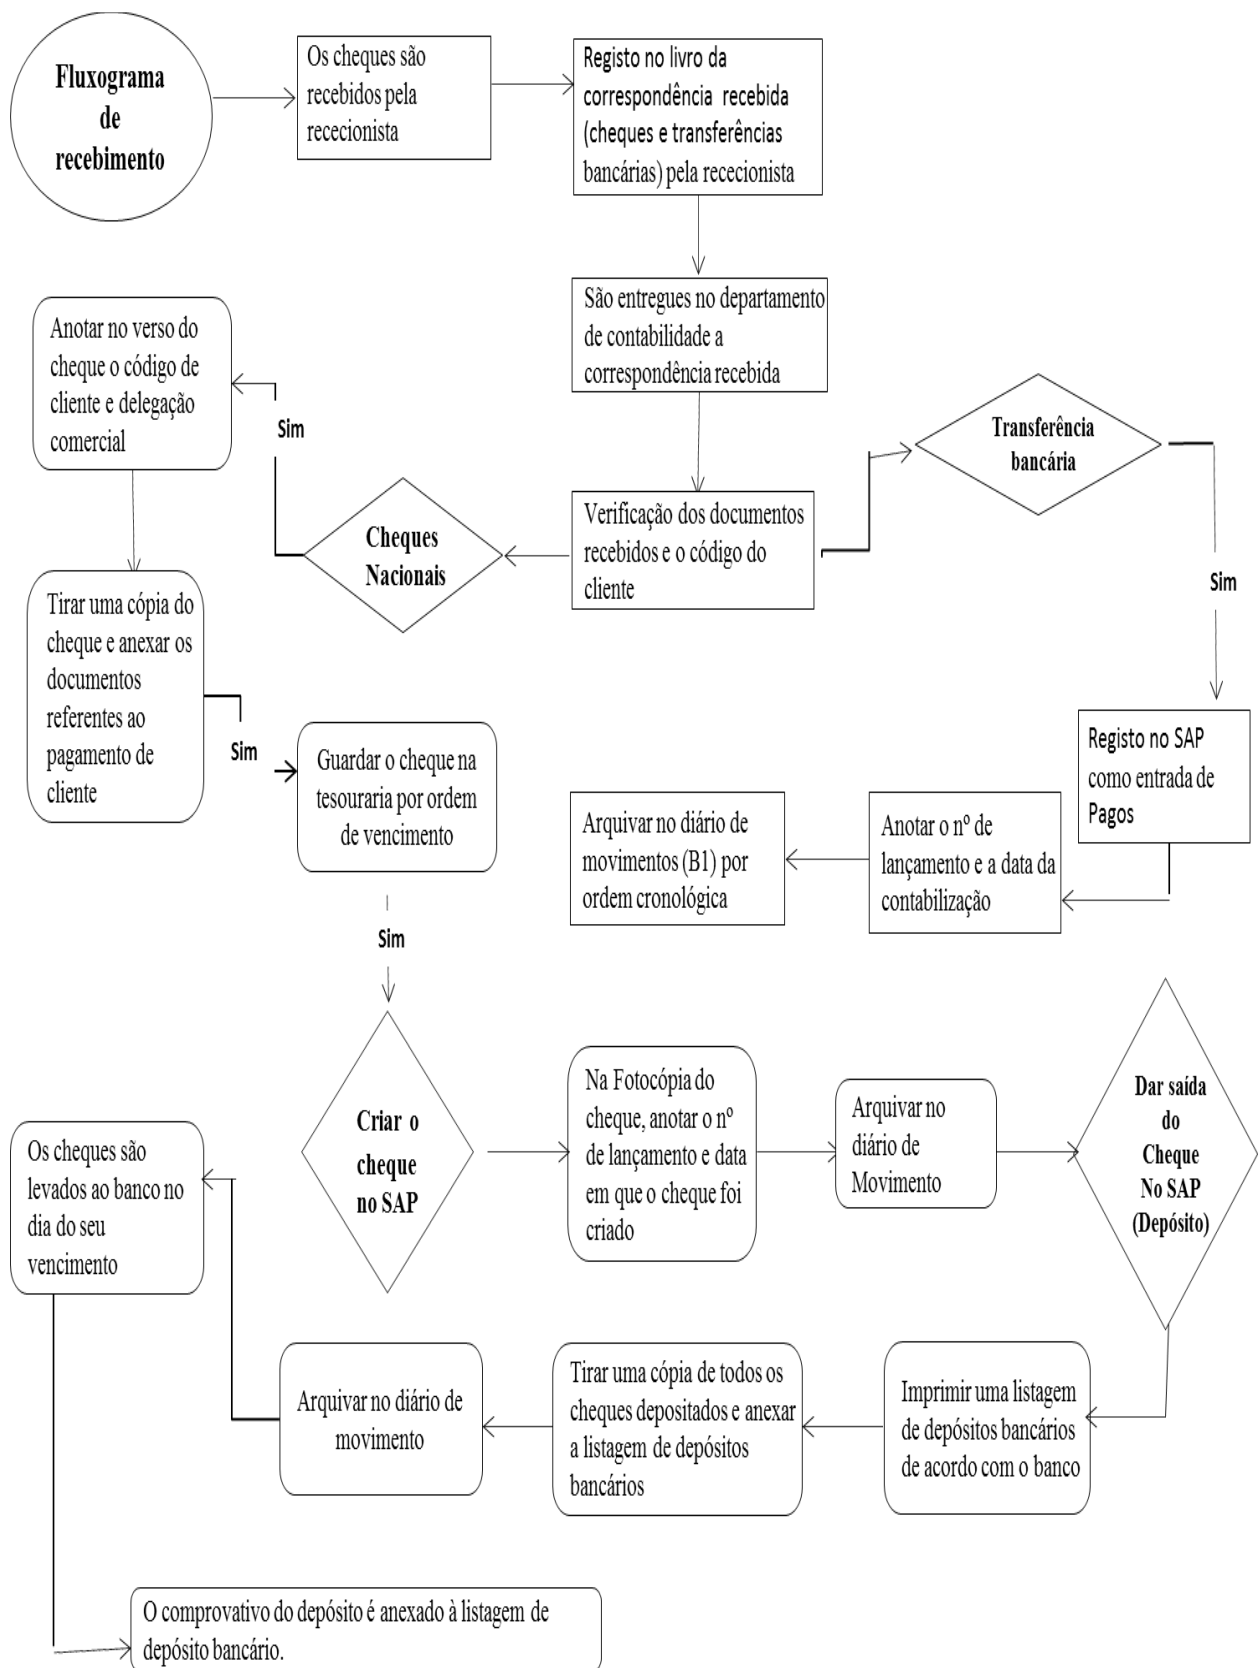 Fluxograma
de
recebimento
Os cheques são
recebidos pela
rececionista
Registo no livro da
correspondência recebida
(cheques e transferências
bancárias) pela rececionista
São entregues no departamento
de contabilidade a
correspondência recebida
Anotar no verso do
cheque o código de
cliente e delegação
comercial
Sim
Transferência
bancária
Cheques
Nacionais
Verificação dos documentos
recebidos e o código do
cliente
Sim
Tirar uma cópia do
cheque e anexar os
documentos
referentes ao
pagamento de
cliente
Sim
Guardar o cheque na
tesouraria por ordem
de vencimento
Registo no SAP
como entrada de
Pagos
Anotar o nº de
lançamento e a data da
contabilização
Arquivar no diário de
movimentos (B1) por
ordem cronológica
Sim
Criar o
cheque
no SAP
Na Fotocópia do
cheque, anotar o nº
de lançamento e data
em que o cheque foi
criado
Arquivar no
diário de
Movimento
Dar saída
do
Cheque
No SAP
(Depósito)
Imprimir uma listagem
de depósitos bancários
de acordo com o banco
Tirar uma cópia de todos os
cheques depositados e anexar
a listagem de depósitos
bancários
Arquivar no diário de
movimento
Os cheques são
levados ao banco no
dia do seu
vencimento
O comprovativo do depósito é anexado à listagem de
depósito bancário.